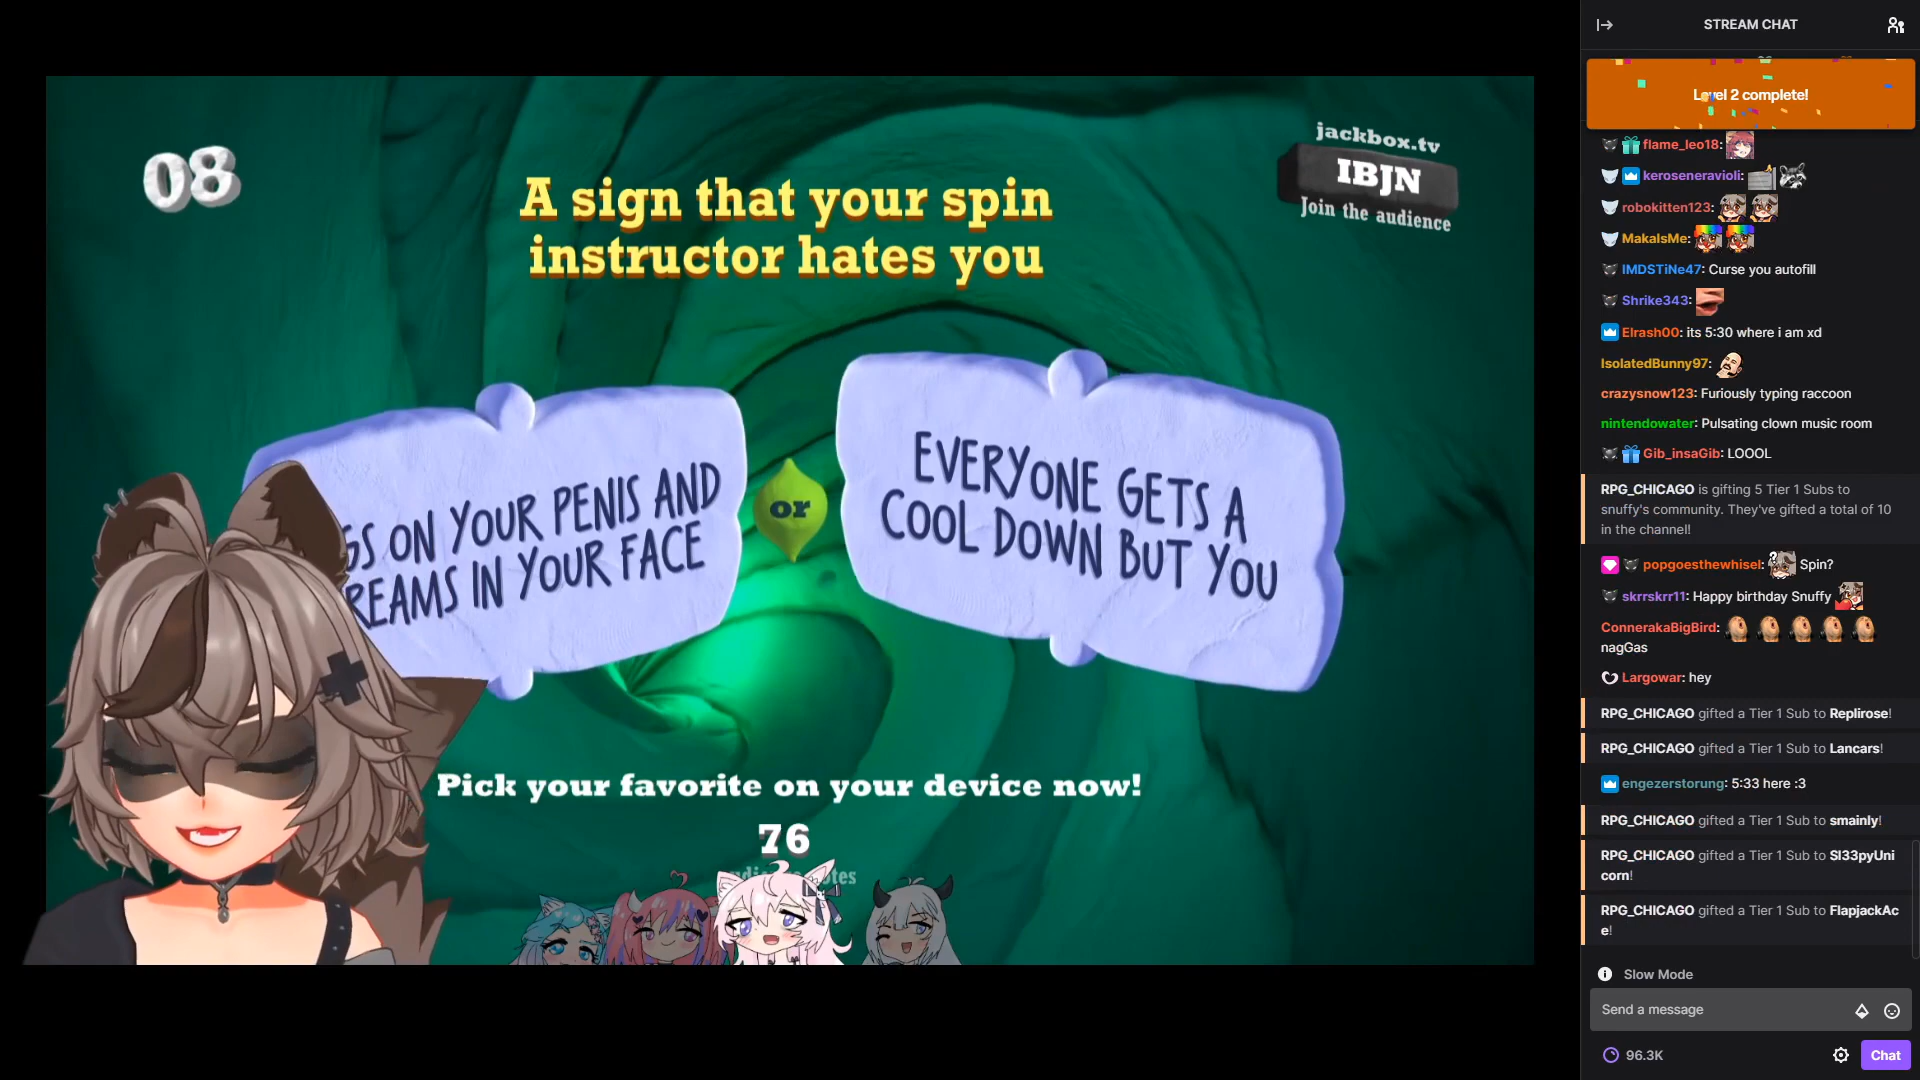 STREAM CHAT
Level 2 complete!
08
A sign that your spin
instructor hates you
jackbox.tv
IBJN
Join the audience
ON YOUR PENIS AND
IN YOUR FACE
or
EVERYONE GETS A
COOL DOWN BUT YOU
Pick your favorite on your device now!
76
flame_leo18:
keroseneravioli:
robokitten123:
MakaIsMe:
IMDSTiNe47: Curse you autofill
Shrike343:
Elrash00: its 5:30 where i am xd
IsolatedBunny97:
crazysnow123: Furiously typing raccoon
nintendowater: Pulsating clown music room
Gib_insaGib: LOOOL
RPG_CHICAGO is gifting 5 Tier 1 Subs to
snuffy's community. They've gifted a total of 10
in the channel!
popgoesthewhisel: Spin?
skrrskrr11: Happy birthday Snuffy
ConnerakaBigBird:
nagGas
Largowar: hey
RPG_CHICAGO gifted a Tier 1 Sub to Replirose!
RPG_CHICAGO gifted a Tier 1 Sub to Lancars!
engezerstorung: 5:33 here :3
RPG_CHICAGO gifted a Tier 1 Sub to smainly!
RPG_CHICAGO gifted a Tier 1 Sub to Sl33pyUni
corn!
RPG_CHICAGO gifted a Tier 1 Sub to FlapjackAc
e!
Slow Mode
Send a message
96.3K
Chat